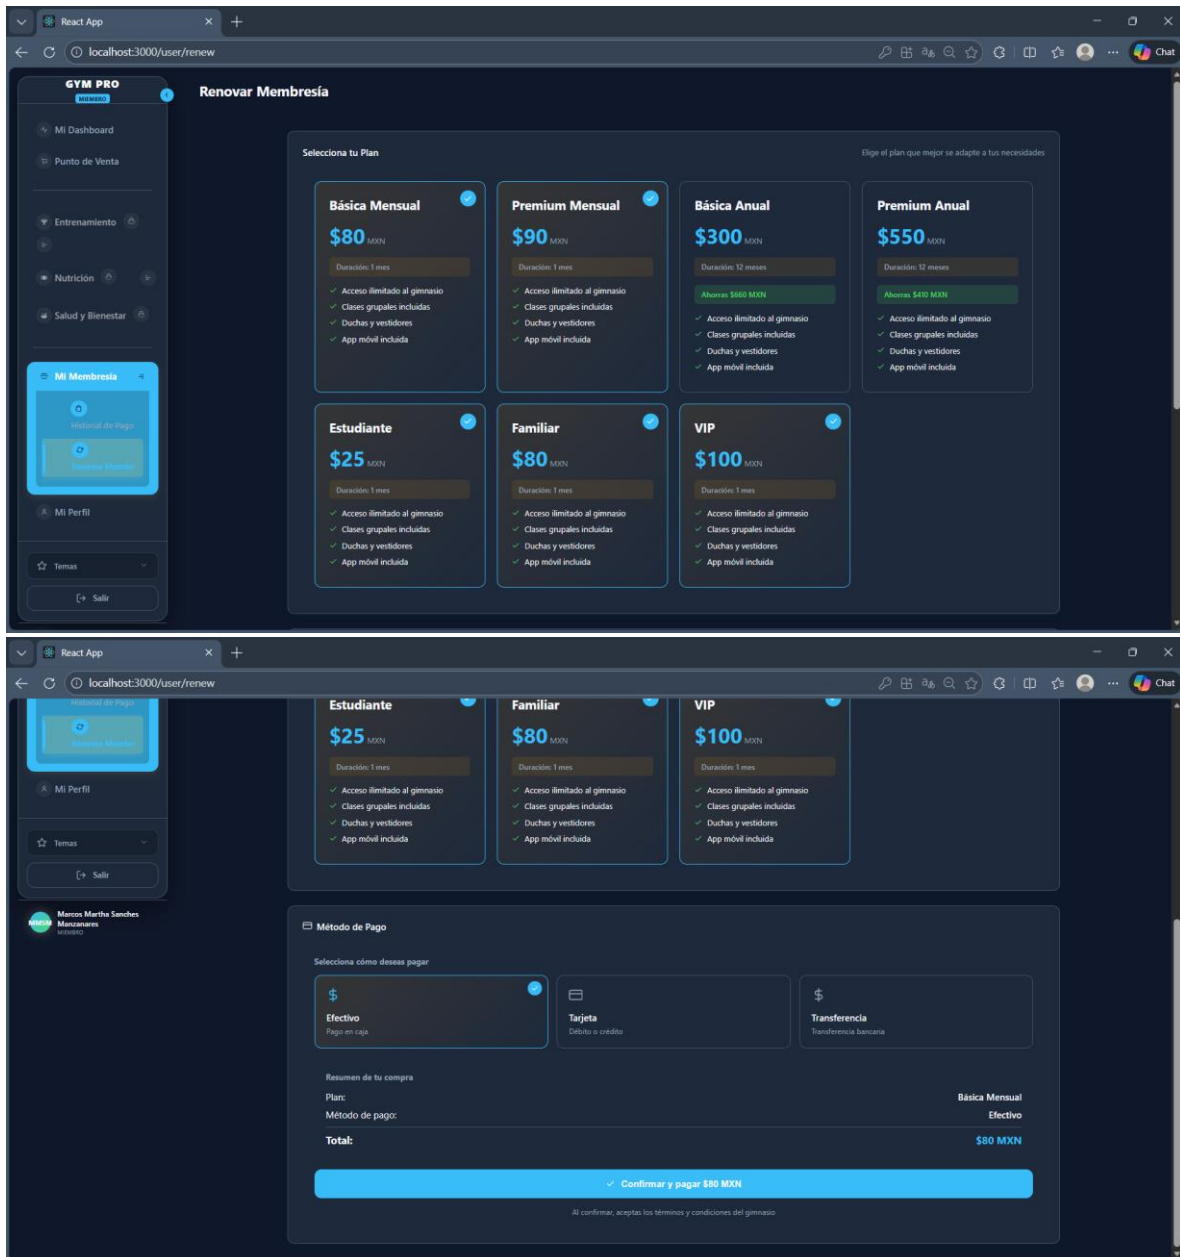 React App
localhost:3000/user/renew
Chat
GYM PRO
MIEMBRO
Mi Dashboard
Punto de Venta
Entrenamiento
Nutrición
Salud y Bienestar
Mi Membresía
Historial de Pago
Mi Perfil
Temas
Salir
Renovar Membresía
Selecciona tu Plan
Elige el plan que mejor se adapte a tus necesidades
Básica Mensual
$80 MXN
Duración: 1 mes
Acceso ilimitado al gimnasio
Clases grupales incluidas
Duchas y vestidores
App móvil incluida
Premium Mensual
$90 MXN
Duración: 1 mes
Acceso ilimitado al gimnasio
Clases grupales incluidas
Duchas y vestidores
App móvil incluida
Básica Anual
$300 MXN
Duración: 12 meses
Ahorras $660 MXN
Acceso ilimitado al gimnasio
Clases grupales incluidas
Duchas y vestidores
App móvil incluida
Premium Anual
$550 MXN
Duración: 12 meses
Ahorras $410 MXN
Acceso ilimitado al gimnasio
Clases grupales incluidas
Duchas y vestidores
App móvil incluida
Estudiante
$25 MXN
Duración: 1 mes
Acceso ilimitado al gimnasio
Clases grupales incluidas
Duchas y vestidores
App móvil incluida
Familiar
$80 MXN
Duración: 1 mes
Acceso ilimitado al gimnasio
Clases grupales incluidas
Duchas y vestidores
App móvil incluida
VIP
$100 MXN
Duración: 1 mes
Acceso ilimitado al gimnasio
Clases grupales incluidas
Duchas y vestidores
App móvil incluida
React App
localhost:3000/user/renew
Chat
Historial de Pago
Mi Perfil
Temas
Salir
MMSM
Marcos Martha Sanches
Manzanares
MIEMBRO
Estudiante
$25 MXN
Duración: 1 mes
Acceso ilimitado al gimnasio
Clases grupales incluidas
Duchas y vestidores
App móvil incluida
Familiar
$80 MXN
Duración: 1 mes
Acceso ilimitado al gimnasio
Clases grupales incluidas
Duchas y vestidores
App móvil incluida
VIP
$100 MXN
Duración: 1 mes
Acceso ilimitado al gimnasio
Clases grupales incluidas
Duchas y vestidores
App móvil incluida
Método de Pago
Selecciona cómo deseas pagar
Efectivo
Pago en caja
Tarjeta
Débito o crédito
Transferencia
Transferencia bancaria
Resumen de tu compra
Plan: Básica Mensual
Método de pago: Efectivo
Total: $80 MXN
Confirmar y pagar $80 MXN
Al confirmar, aceptas los términos y condiciones del gimnasio